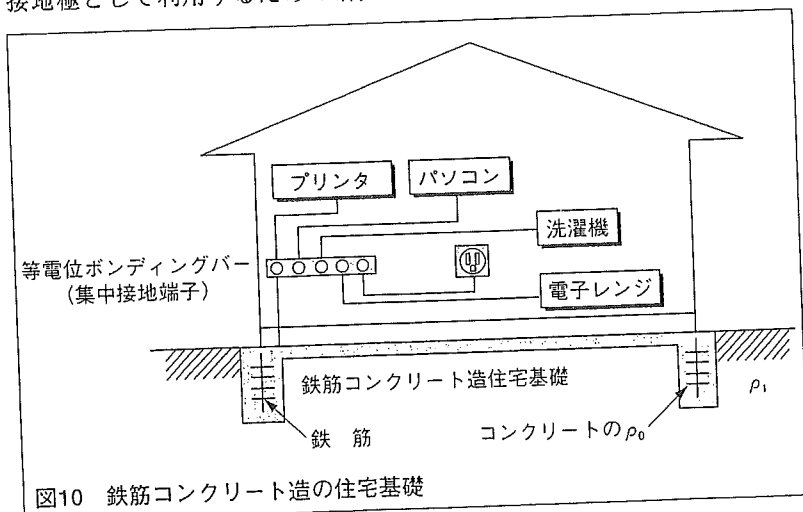 接地極として利用するための
プリンタ
パソコン
洗濯機
等電位ボンディングバー
(集中接地端子)
電子レンジ
鉄筋コンクリート造住宅基礎
ρ₁
鉄 筋
コンクリートのρ₀
図10 鉄筋コンクリート造の住宅基礎